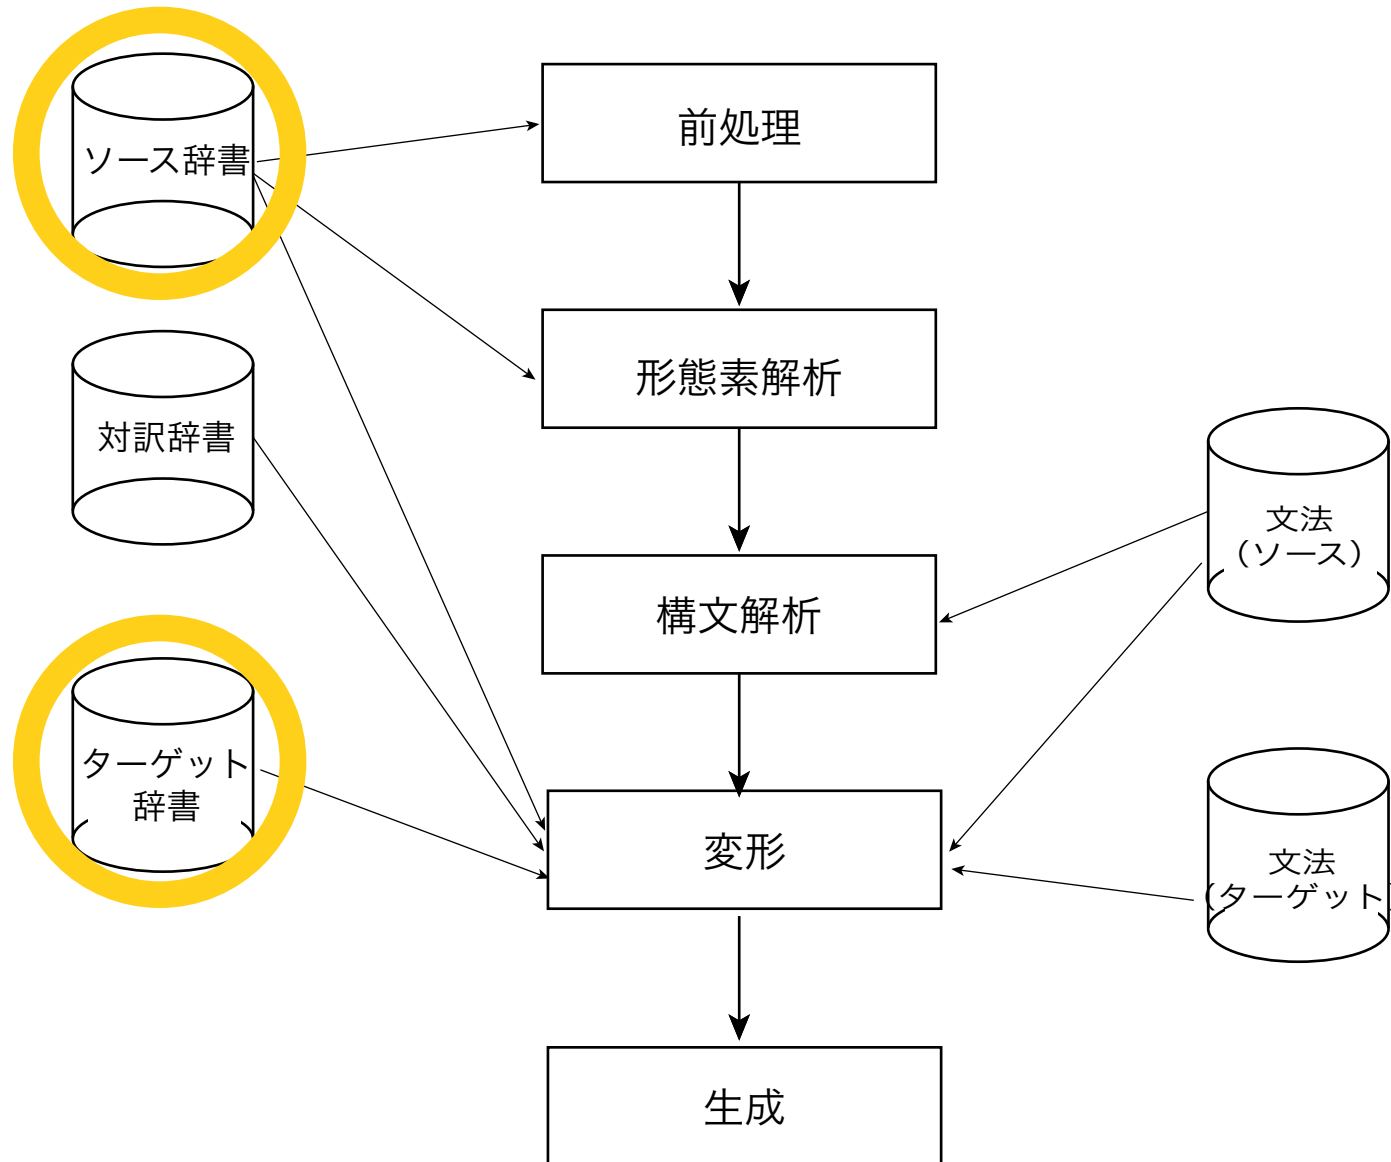 前処理
ソース辞書
形態素解析
対訳辞書
文法
（ソース）
構文解析
ターゲット
辞書
変形
文法
（ターゲット）
生成